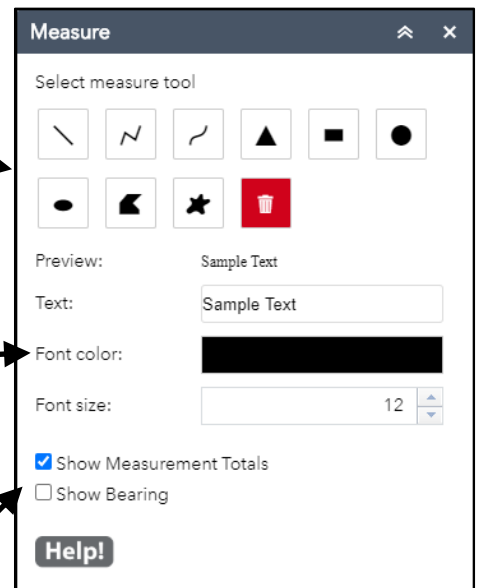 Measure
Select measure tool
Preview: Sample Text
Text: Sample Text
Font color:
Font size: 12
Show Measurement Totals
Show Bearing
Help!